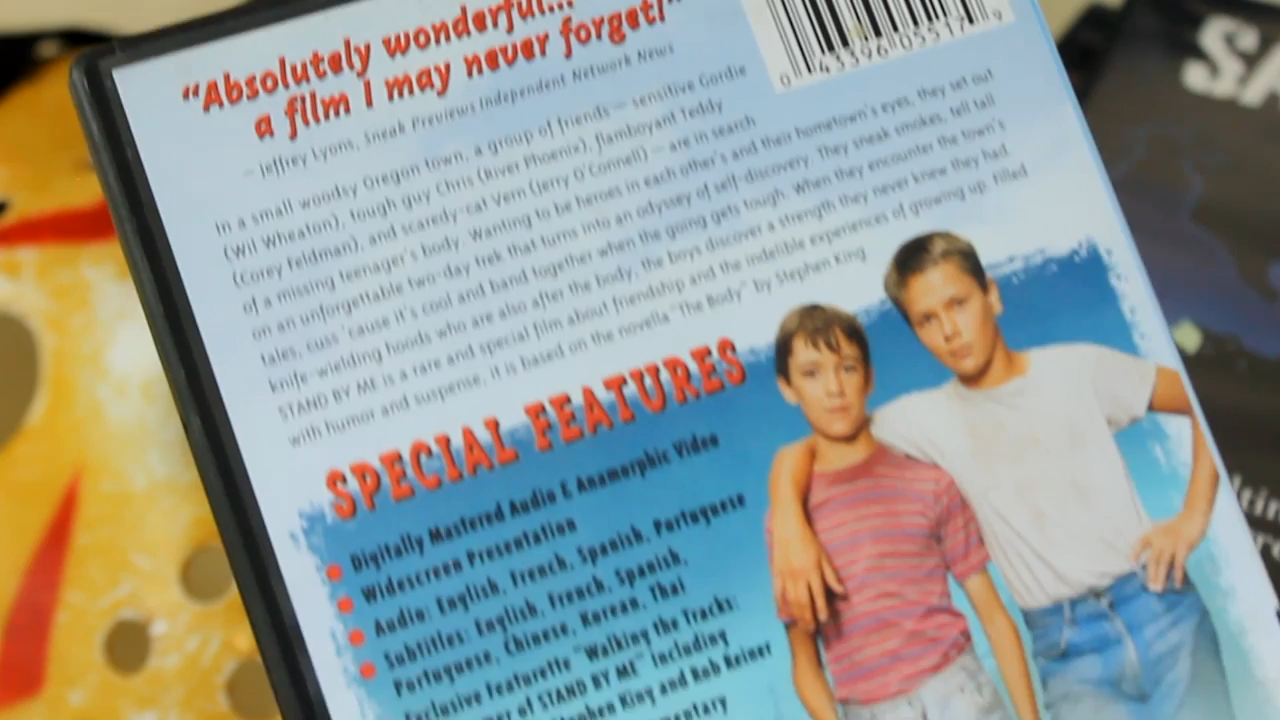 "Absolutely wonderful...
a film I may never forget!"
– Jeffrey Lyons, Sneak Previews Independent Network News
0 43396 05517 9
In a small woodsy Oregon town, a group of friends — sensitive Gordie
(Wil Wheaton), tough guy Chris (River Phoenix), flamboyant Teddy
(Corey Feldman), and scaredy-cat Vern (Jerry O'Connell) — are in search
of a missing teenager's body. Wanting to be heroes in each other's and their hometown's eyes, they set out
on an unforgettable two-day trek that turns into an odyssey of self-discovery. They sneak smokes, tell tall
tales, cuss 'cause it's cool and band together when the going gets tough. When they encounter the town's
knife-wielding hoods who are also after the body, the boys discover a strength they never knew they had.
STAND BY ME is a rare and special film about friendship and the indelible experiences of growing up. Filled
with humor and suspense, it is based on the novella "The Body" by Stephen King.
SPECIAL FEATURES
Digitally Mastered Audio & Anamorphic Video
Widescreen Presentation
Audio: English, French, Spanish, Portuguese
Subtitles: English, French, Spanish,
Portuguese, Chinese, Korean, Thai
Exclusive Featurette "Walking the Tracks:
of STAND BY ME" Including
Stephen King and Rob Reiner